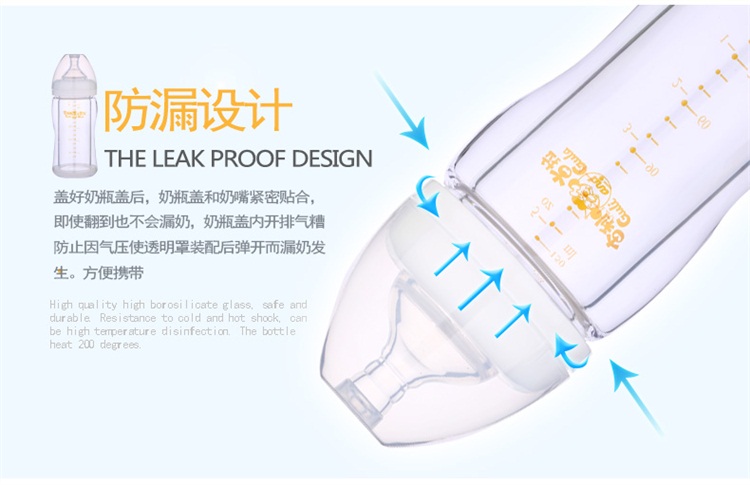 防漏设计
THE LEAK PROOF DESIGN
盖好奶瓶盖后，奶瓶盖和奶嘴紧密贴合，
即使翻到也不会漏奶，奶瓶盖内开排气糟
防止因气压使透明罩装配后弹开而漏奶发
生。方便携带
High quality high borosilicate glass, safe and
durable. Resistance to cold and hot shock, can
be high temperature disinfection. The bottle
heat 200 degrees.